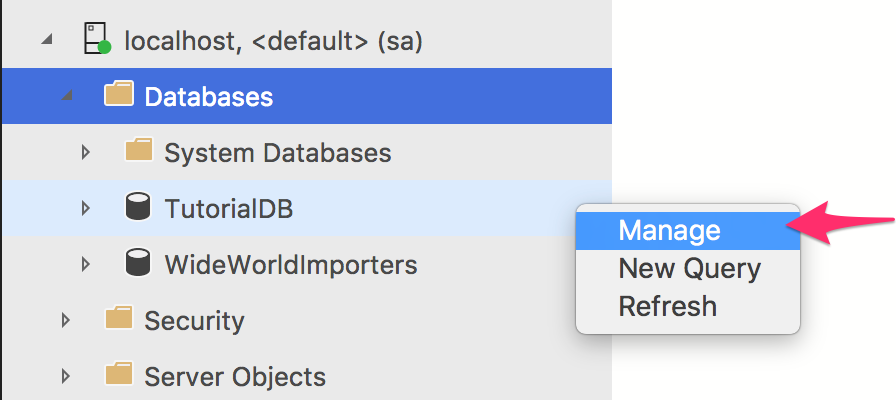 localhost, <default> (sa)
Databases
System Databases
TutorialDB
WideWorldImporters
Security
Server Objects
Manage
New Query
Refresh